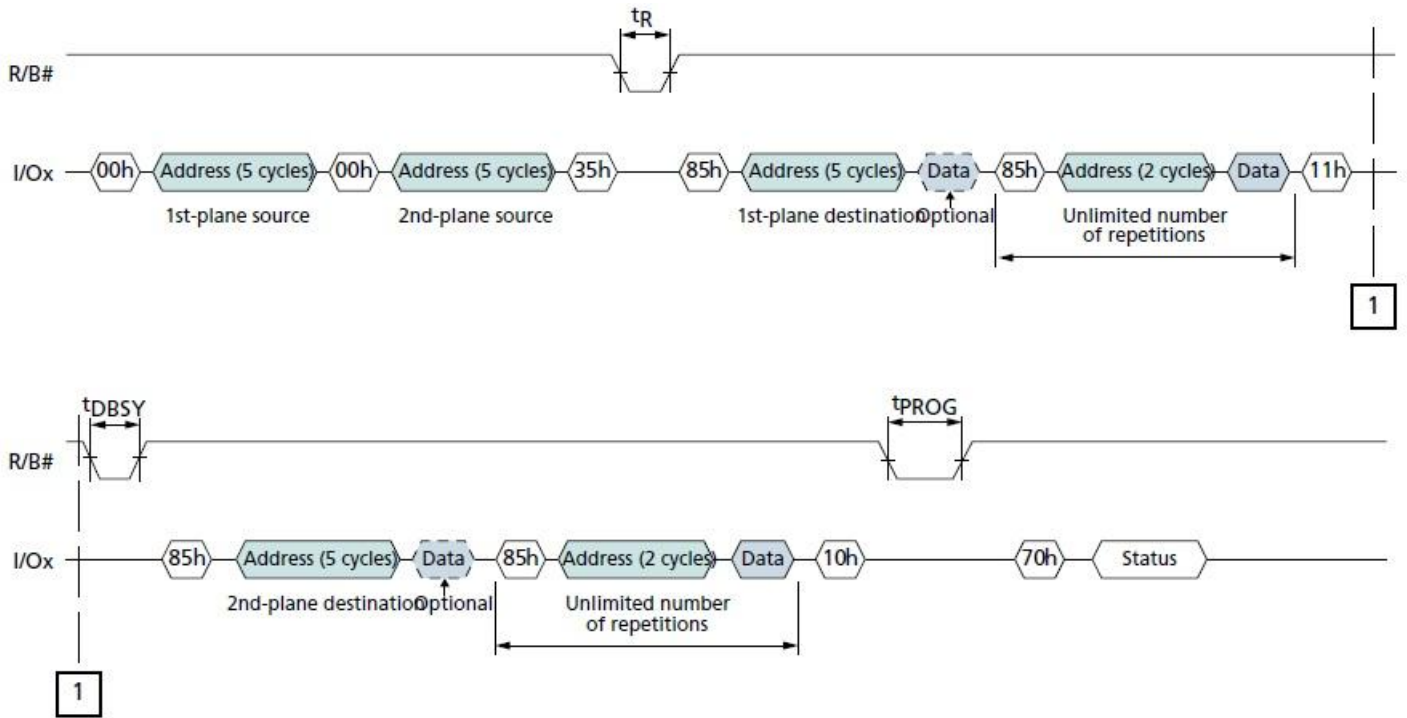 tR
R/B#
I/Ox 00h Address (5 cycles) 00h Address (5 cycles) 35h 85h Address (5 cycles) Data 85h Address (2 cycles) Data 11h
1st-plane source 2nd-plane source 1st-plane destination Optional Unlimited number
of repetitions
1
tDBSY tPROG
R/B#
I/Ox 85h Address (5 cycles) Data 85h Address (2 cycles) Data 10h 70h Status
2nd-plane destination Optional Unlimited number
of repetitions
1